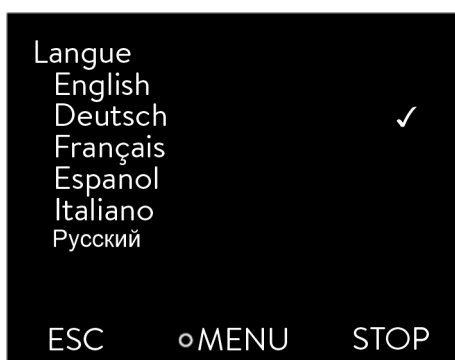 Langue
English
Deutsch ✓
Français
Espanol
Italiano
Русский
ESC MENU STOP